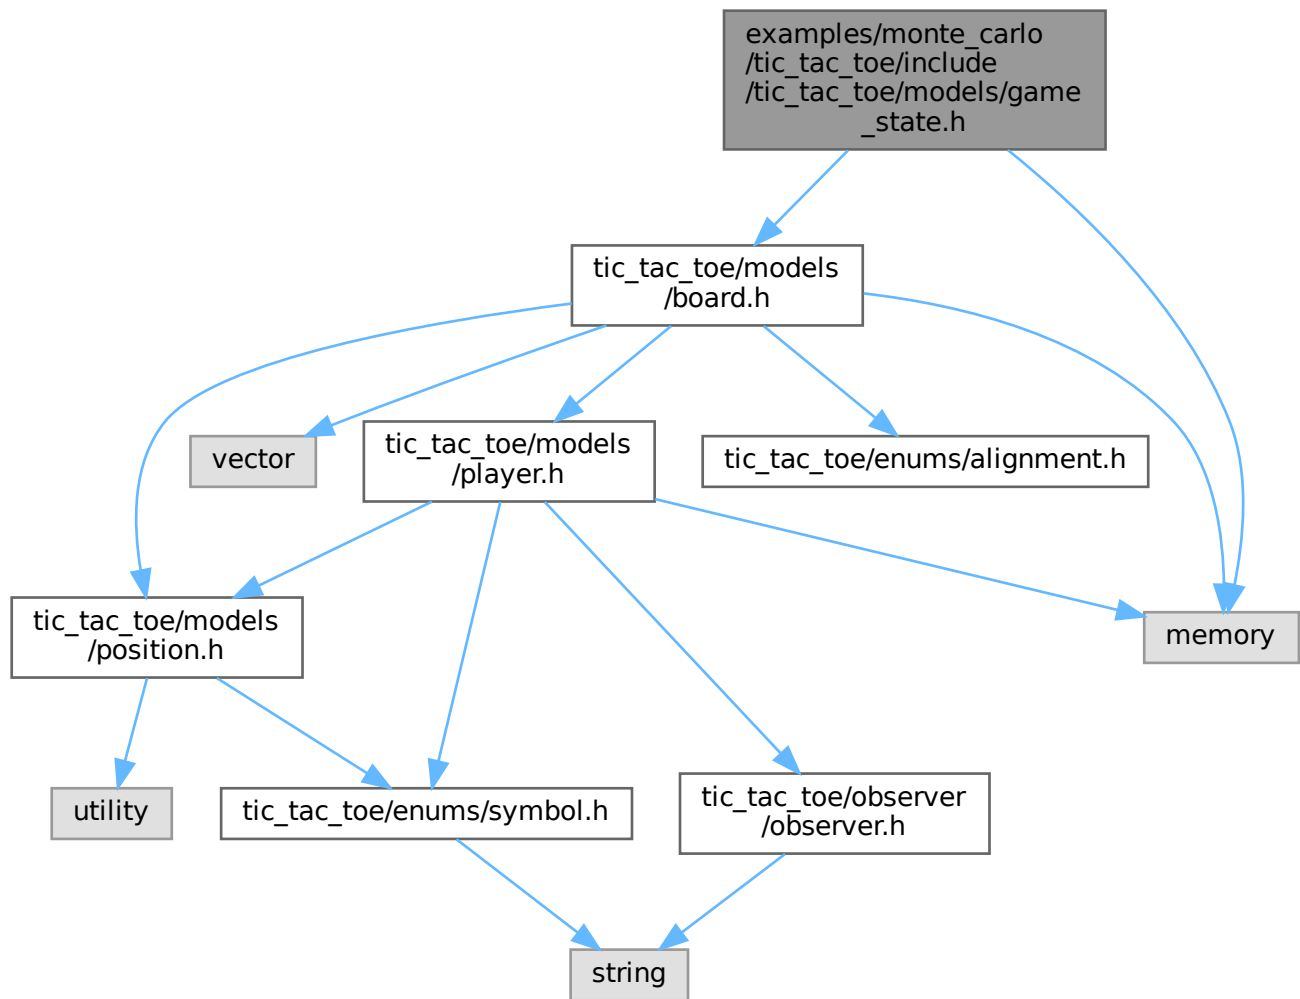 examples/monte_carlo
/tic_tac_toe/include
/tic_tac_toe/models/game
_state.h
tic_tac_toe/models
/board.h
vector
tic_tac_toe/models
/player.h
tic_tac_toe/enums/alignment.h
tic_tac_toe/models
/position.h
memory
utility
tic_tac_toe/enums/symbol.h
tic_tac_toe/observer
/observer.h
string